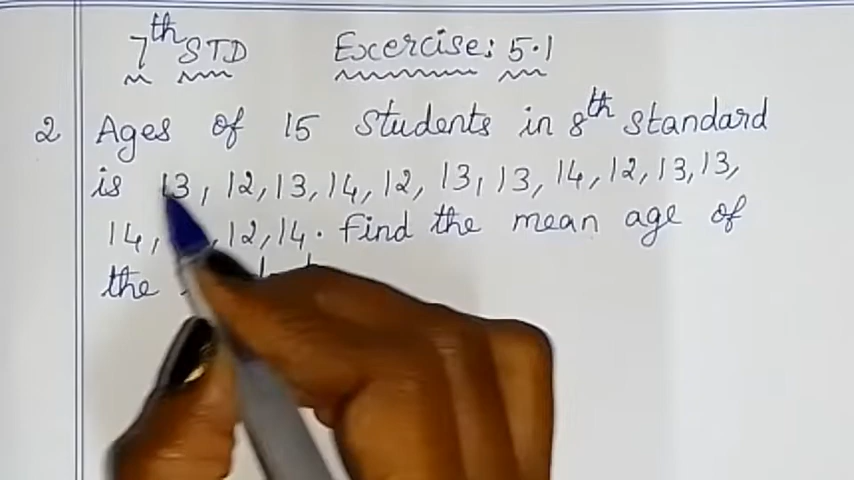 7th STD Exercise: 5.1
2 Ages of 15 students in 8th standard
is 13, 12, 13, 14, 12, 13, 13, 14, 12, 13, 13,
14, , 12, 14. Find the mean age of
the